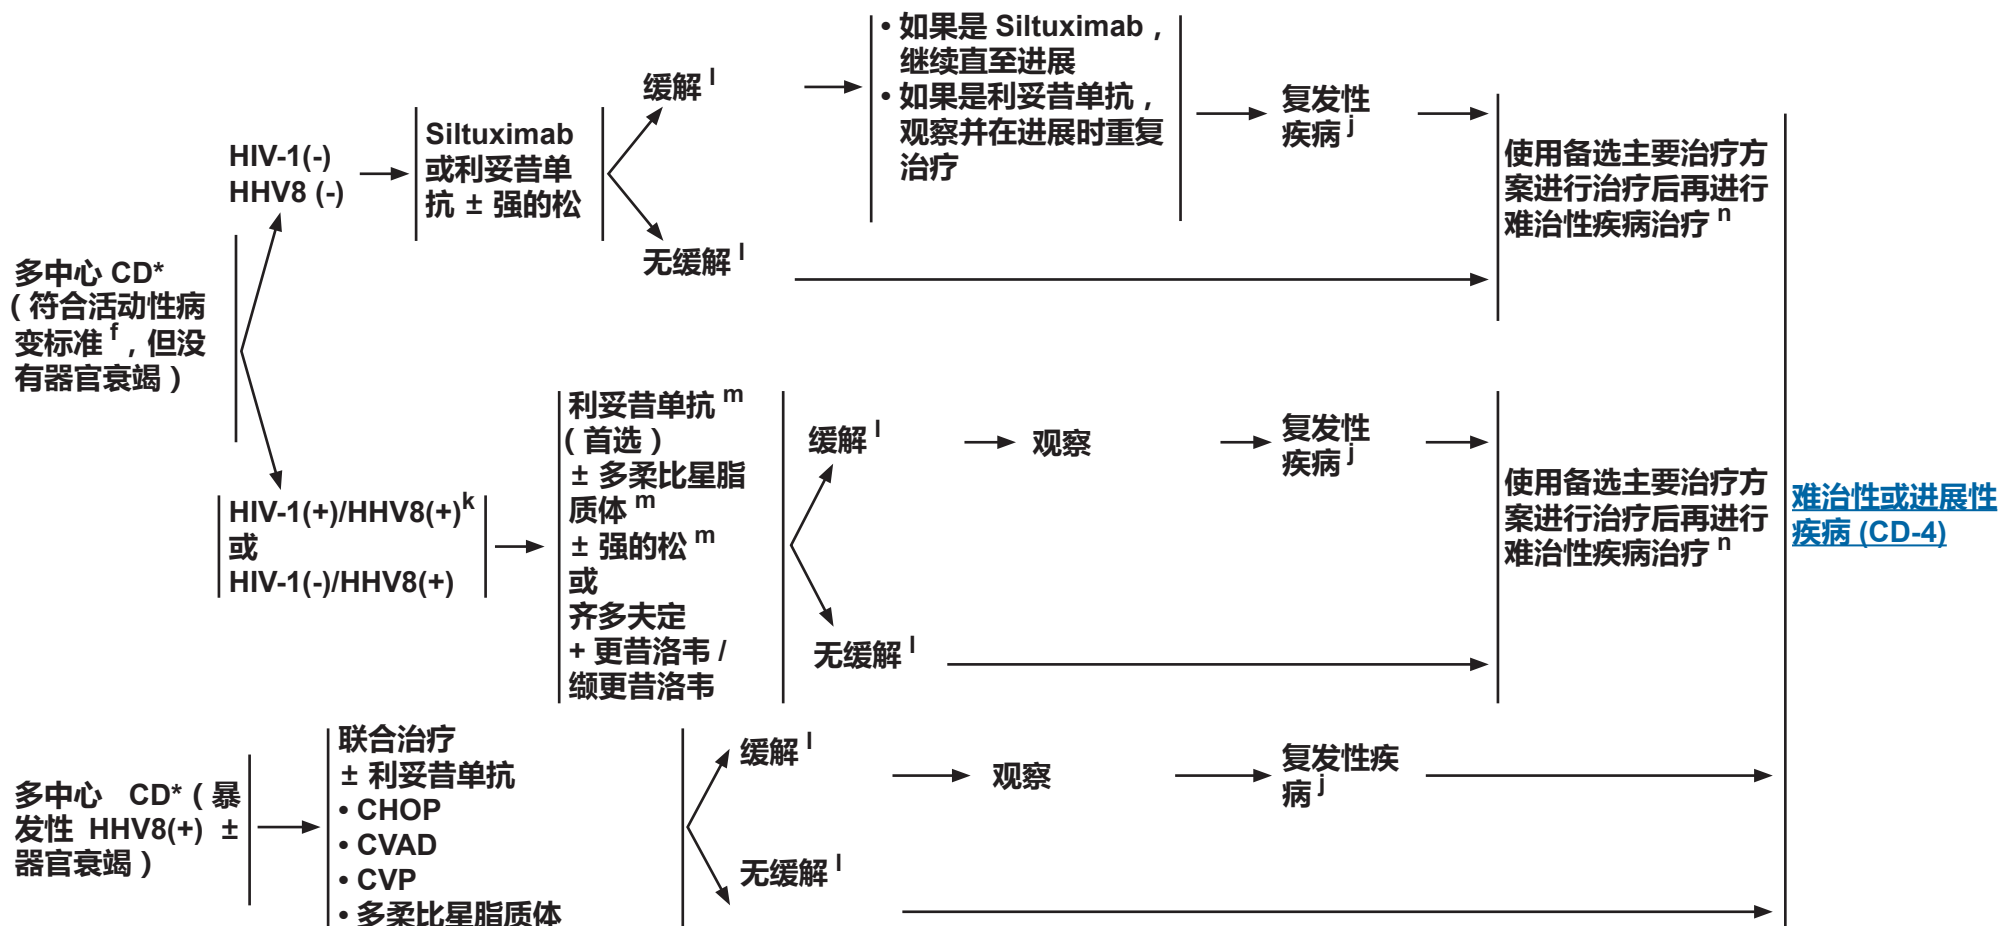 多中心 CD*
（符合活动性病
变标准 f，但没
有器官衰竭）
HIV-1(-)
HHV8 (-)
Siltuximab
或利妥昔单
抗 ± 强的松
缓解 l
无缓解 l
• 如果是 Siltuximab，
继续直至进展
• 如果是利妥昔单抗，
观察并在进展时重复
治疗
复发性
疾病 j
使用备选主要治疗方
案进行治疗后再进行
难治性疾病治疗 n
HIV-1(+)/HHV8(+)k
或
HIV-1(-)/HHV8(+)
利妥昔单抗 m
（首选）
± 多柔比星脂
质体 m
± 强的松 m
或
齐多夫定
+ 更昔洛韦 /
缬更昔洛韦
缓解 l
无缓解 l
观察
复发性
疾病 j
使用备选主要治疗方
案进行治疗后再进行
难治性疾病治疗 n
难治性或进展性
疾病 (CD-4)
多中心 CD*（暴
发性 HHV8(+) ±
器官衰竭）
联合治疗
± 利妥昔单抗
• CHOP
• CVAD
• CVP
• 多柔比星脂质体
缓解 l
无缓解 l
观察
复发性疾
病 j